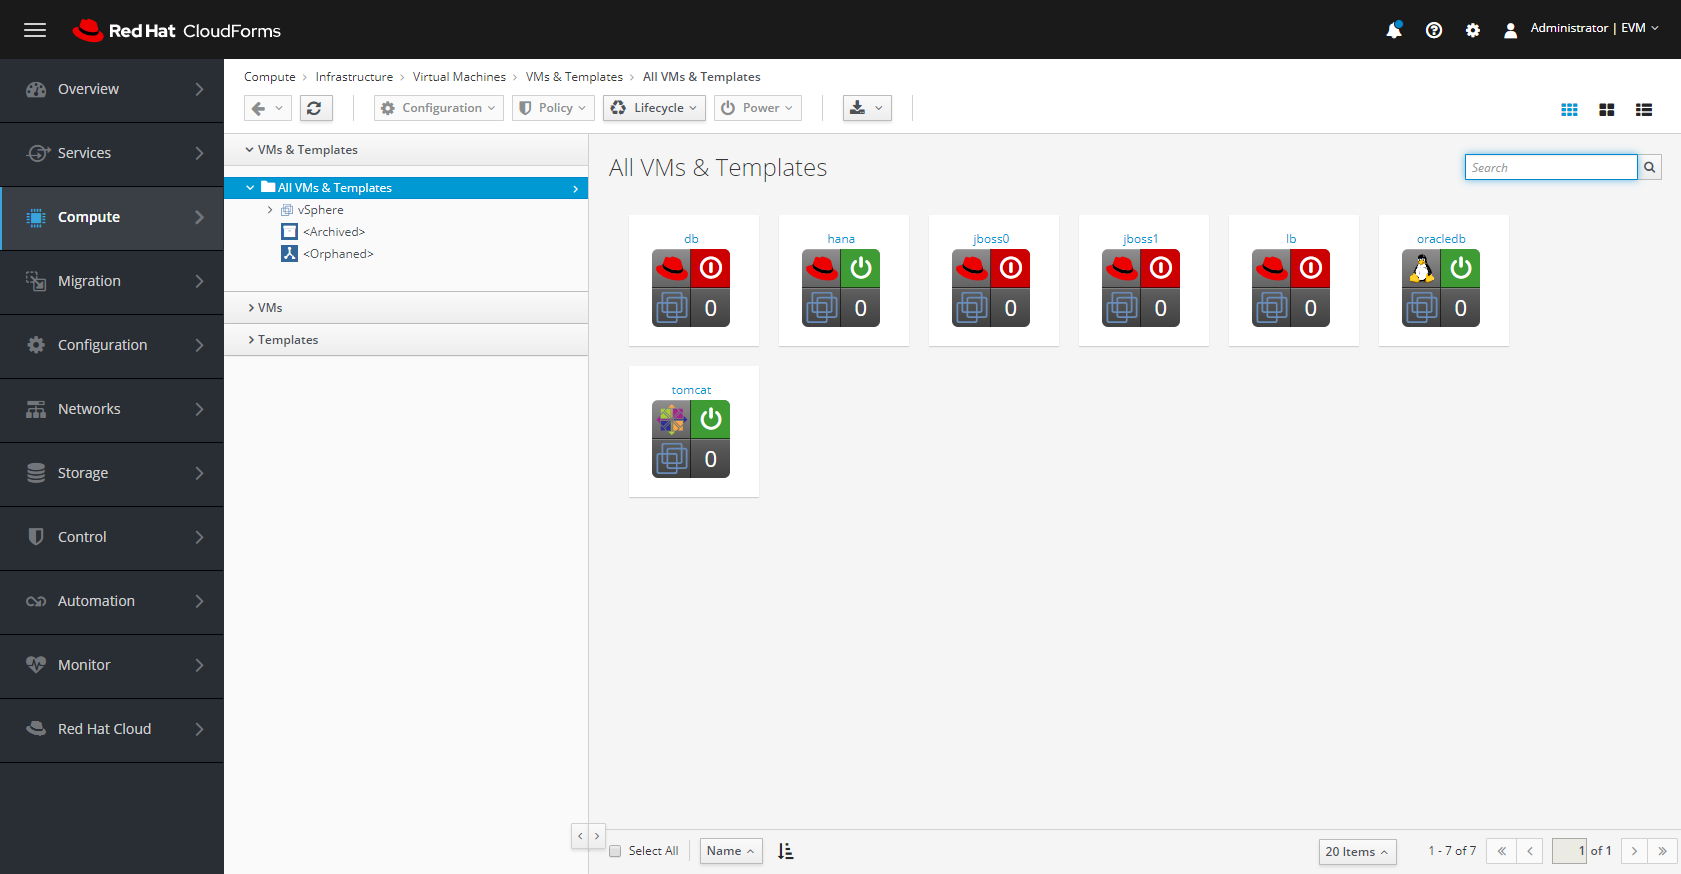 Red Hat CloudForms
Administrator | EVM
Overview
Services
Compute
Migration
Configuration
Networks
Storage
Control
Automation
Monitor
Red Hat Cloud
Compute > Infrastructure > Virtual Machines > VMs & Templates > All VMs & Templates
Configuration Policy Lifecycle Power
VMs & Templates
All VMs & Templates
vSphere
<Archived>
<Orphaned>
VMs
Templates
All VMs & Templates
Search
db hana jboss0 jboss1 lb oracledb
0 0 0 0 0 0
tomcat
0
Select All Name 20 Items 1 - 7 of 7 1 of 1